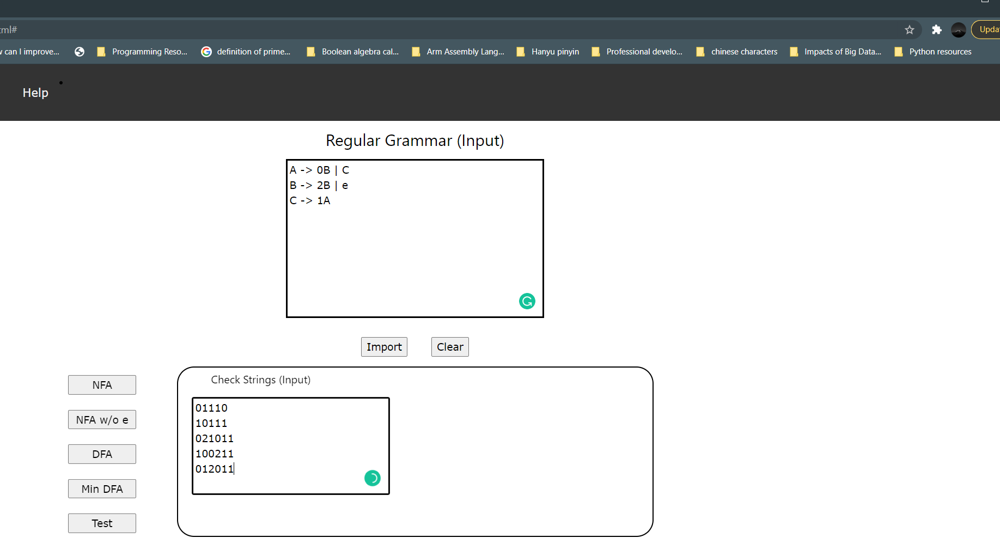 tml#
Upda
can I improve...
Programming Reso...
definition of prime...
Boolean algebra cal...
Arm Assembly Lang...
Hanyu pinyin
Professional develo...
chinese characters
Impacts of Big Data...
Python resources
Help
Regular Grammar (Input)
A -> 0B | C
B -> 2B | e
C -> 1A
Import
Clear
NFA
NFA w/o e
DFA
Min DFA
Test
Check Strings (Input)
01110
10111
021011
100211
012011